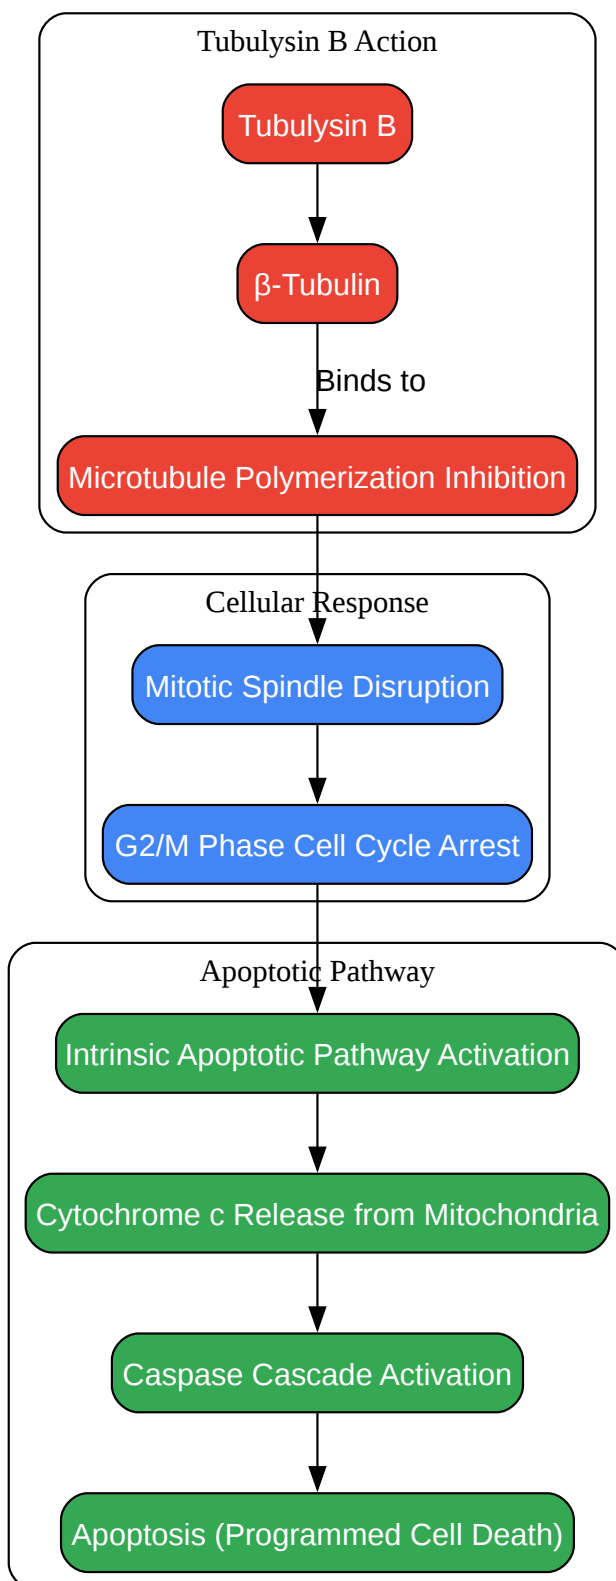 Tubulysin B Action
Tubulysin B
β-Tubulin
Binds to
Microtubule Polymerization Inhibition
Cellular Response
Mitotic Spindle Disruption
G2/M Phase Cell Cycle Arrest
Apoptotic Pathway
Intrinsic Apoptotic Pathway Activation
Cytochrome c Release from Mitochondria
Caspase Cascade Activation
Apoptosis (Programmed Cell Death)